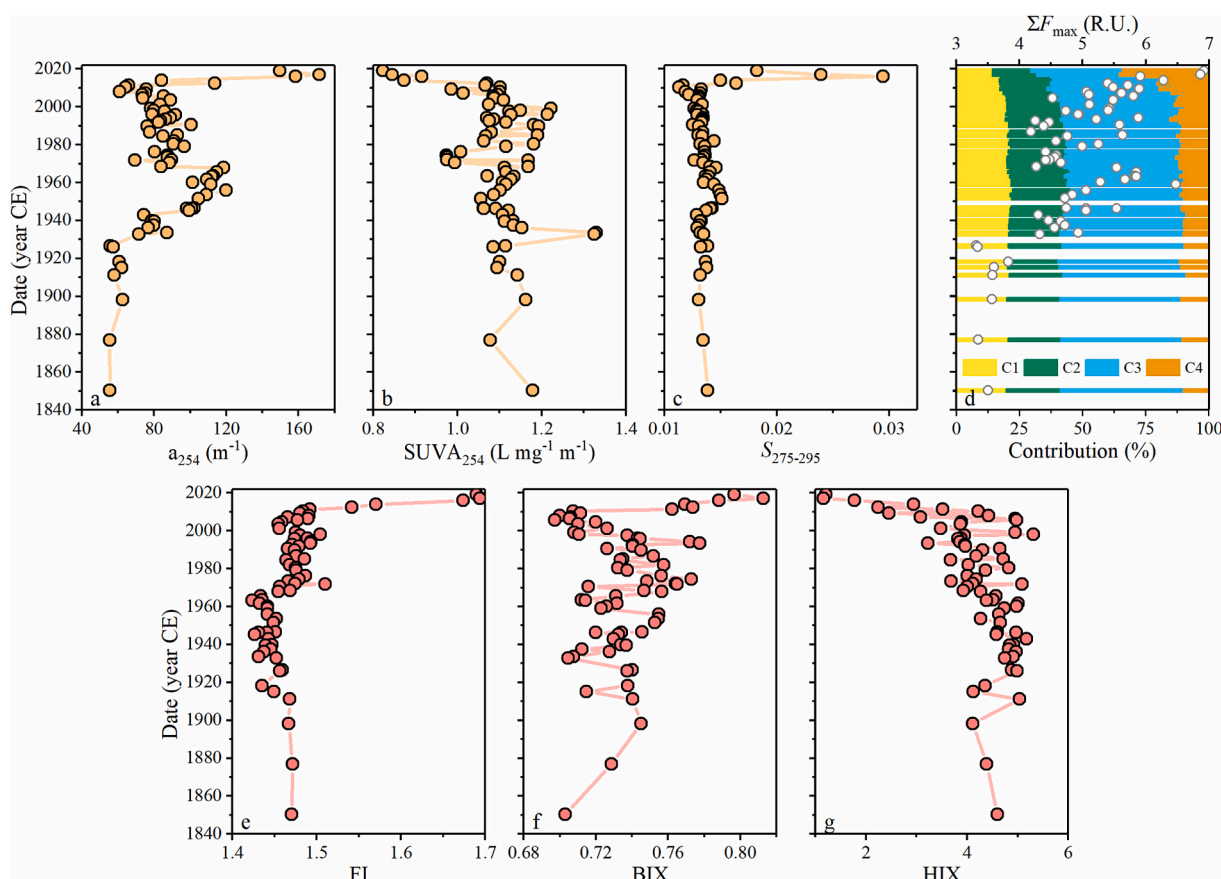 ΣFmax (R.U.)
3 4 5 6 7
Date (year CE)
2020
2000
1980
1960
1940
1920
1900
1880
1860
1840
a
b
c
C1 C2 C3 C4
d
40 80 120 160
0.8 1.0 1.2 1.4
0.01 0.02 0.03
0 25 50 75 100
a254 (m-1)
SUVA254 (L mg-1 m-1)
S275-295
Contribution (%)
Date (year CE)
2020
2000
1980
1960
1940
1920
1900
1880
1860
1840
e
f
g
1.4 1.5 1.6 1.7
0.68 0.72 0.76 0.80
2 4 6
FI
BIX
HIX